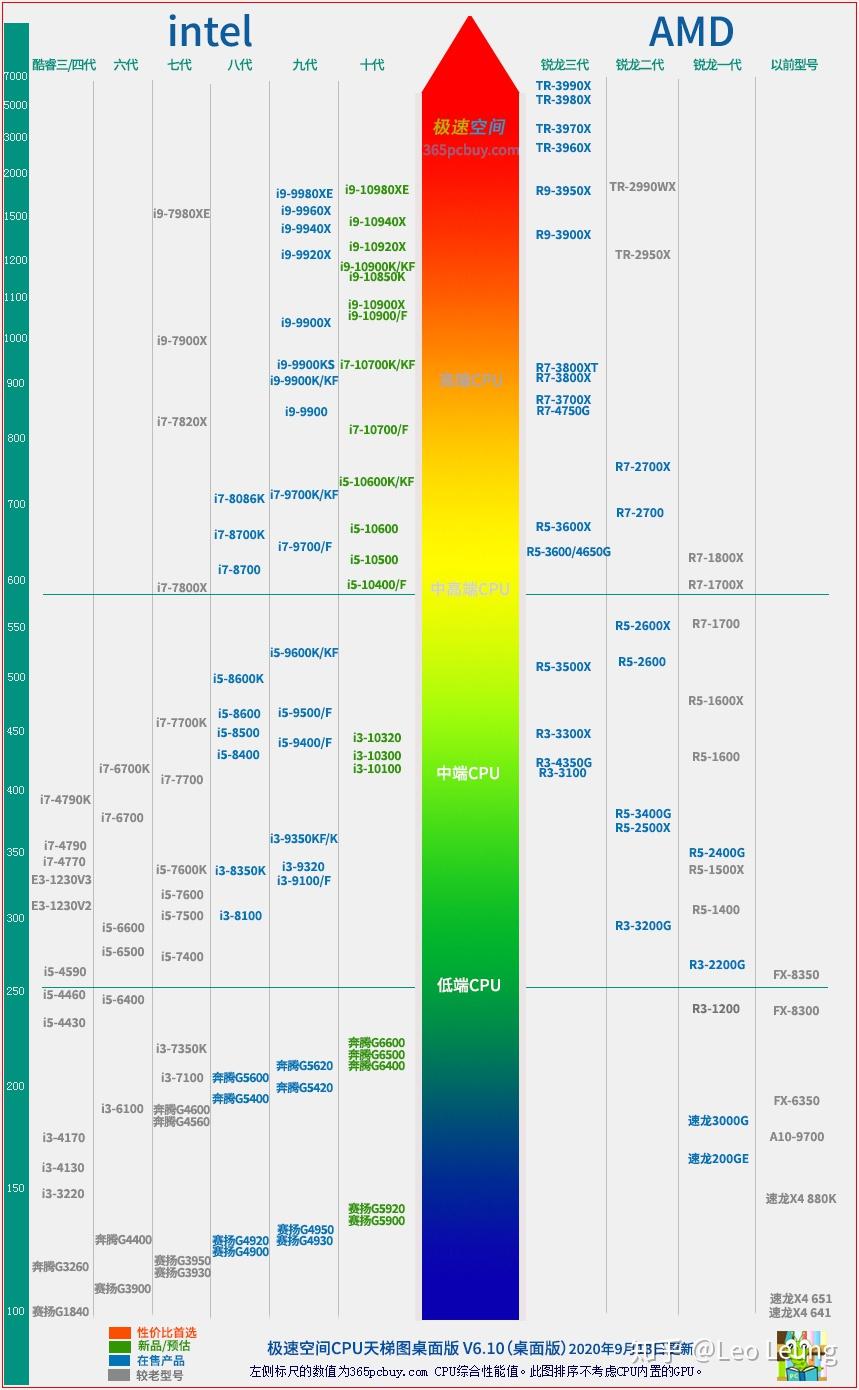 intel
AMD
酷睿三/四代 六代 七代 八代 九代 十代 锐龙三代 锐龙二代 锐龙一代 以前型号
7000
TR-3990X
5000
TR-3980X
极速空间
3000
TR-3970X
365pcbuy.com
TR-3960X
2000
i9-9980XE
i9-10980XE
R9-3950X
TR-2990WX
1500
i9-7980XE
i9-9960X
i9-9940X
i9-10940X
R9-3900X
i9-9920X
i9-10920X
TR-2950X
1200
i9-10900K/KF
i9-10850K
1100
i9-10900X
i9-10900/F
i9-9900X
1000
i9-7900X
i9-9900KS
i7-10700K/KF
R7-3800XT
R7-3800X
900
i9-9900K/KF
高端CPU
R7-3700X
R7-4750G
i9-9900
i7-7820X
i7-10700/F
800
R7-2700X
i5-10600K/KF
i7-9700K/KF
i7-8086K
700
R7-2700
i5-10600
R5-3600X
i7-8700K
i7-9700/F
R5-3600/4650G
i5-10500
R7-1800X
i7-8700
600
i7-7800X
i5-10400/F
中高端CPU
R7-1700X
550
R5-2600X
R7-1700
i5-9600K/KF
R5-2600
R5-3500X
500
i5-8600K
R5-1600X
i5-8600
i5-9500/F
i7-7700K
450
i5-8500
i3-10320
R3-3300X
i5-9400/F
i5-8400
i3-10300
R5-1600
i7-6700K
i3-10100
R3-4350G
R3-3100
中端CPU
i7-7700
400
i7-4790K
i7-6700
R5-3400G
R5-2500X
i3-9350KF/K
i7-4790
350
R5-2400G
i7-4770
i5-7600K
i3-8350K
i3-9320
R5-1500X
E3-1230V3
i3-9100/F
i5-7600
E3-1230V2
R5-1400
300
i5-7500
i3-8100
i5-6600
R3-3200G
i5-6500
i5-7400
R3-2200G
i5-4590
FX-8350
低端CPU
250
i5-4460
i5-6400
R3-1200
FX-8300
i5-4430
i3-7350K
奔腾G6600
奔腾G6500
奔腾G6400
奔腾G5620
i3-7100
奔腾G5600
200
奔腾G5420
奔腾G5400
FX-6350
i3-6100
奔腾G4600
奔腾G4560
速龙3000G
i3-4170
A10-9700
i3-4130
速龙200GE
150
i3-3220
速龙X4 880K
奔腾G5920
赛扬G5900
赛扬G4950
奔腾G4400
赛扬G4920
赛扬G4930
赛扬G4900
奔腾G3260
赛扬G3950
赛扬G3930
赛扬G3900
速龙X4 651
100
赛扬G1840
速龙X4 641
性价比首选
新品/预估
在售产品
较老型号
极速空间CPU天梯图桌面版 V6.10(桌面版)2020年9月18日更新
知乎 @Leo Leung
左侧标尺的数值为365pcbuy.com CPU综合性能值。此图排序不考虑CPU内置的GPU。